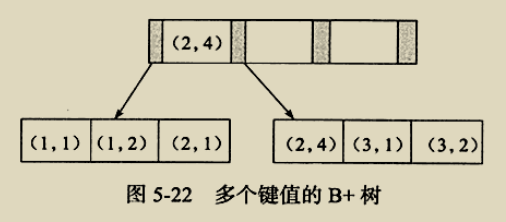 (2,4)
(1,1) (1,2) (2,1) (2,4) (3,1) (3,2)
图 5-22 多个键值的 B+ 树